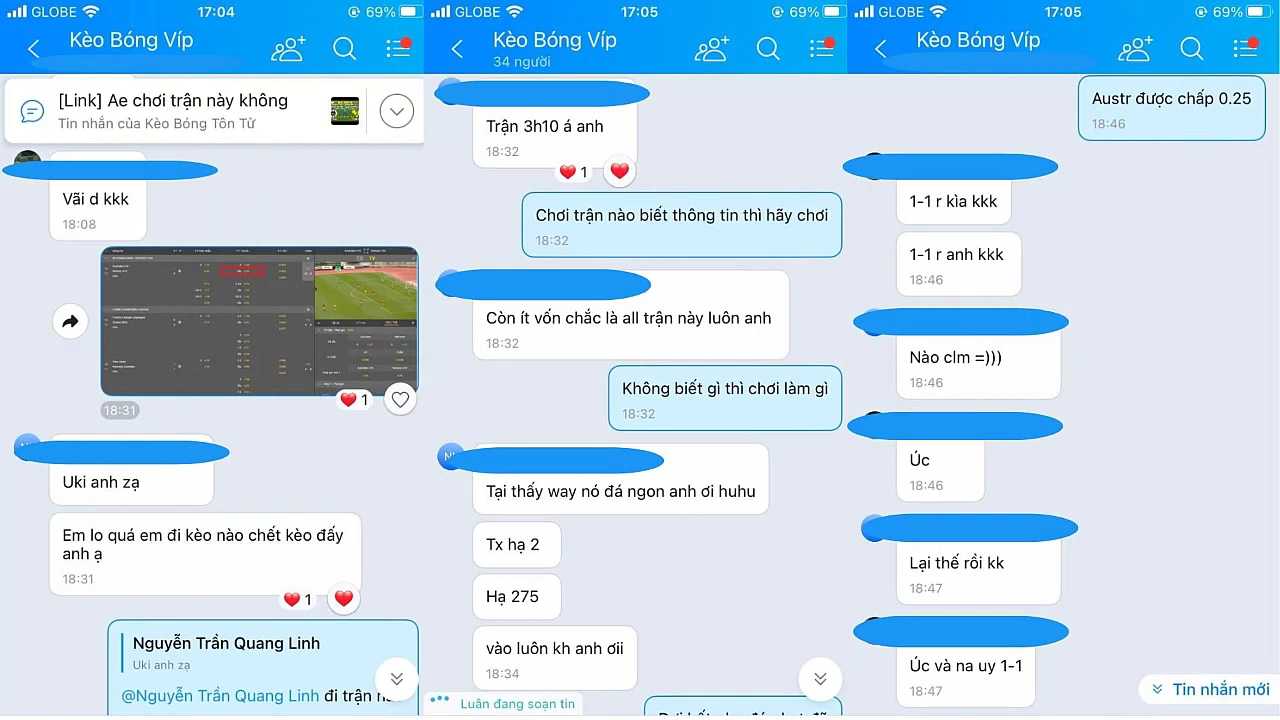 GLOBE 17:04 69%
Kèo Bóng Víp
[Link] Ae chơi trận này không
Tin nhắn của Kèo Bóng Tôn Tử
Vãi d kkk
18:08
TV
1
18:31
Uki anh zạ
Em lo quá em đi kèo nào chết kèo đấy
anh ạ
18:31
1
Nguyễn Trần Quang Linh
Uki anh zạ
@Nguyễn Trần Quang Linh đi trận
GLOBE 17:05 69%
Kèo Bóng Víp
34 người
Trận 3h10 á anh
18:32
1
Chơi trận nào biết thông tin thì hãy chơi
18:32
Còn ít vốn chắc là all trận này luôn anh
18:32
Không biết gì thì chơi làm gì
18:32
Tại thấy way nó đá ngon anh ơi huhu
Tx hạ 2
Hạ 275
vào luôn kh anh ơii
18:34
Luân đang soạn tin
GLOBE 17:05 69%
Kèo Bóng Víp
Austr được chấp 0.25
18:46
1-1 r kìa kkk
1-1 r anh kkk
18:46
Nào clm =)))
18:46
Úc
18:46
Lại thế rồi kk
18:47
Úc và na uy 1-1
18:47
Tin nhắn mới